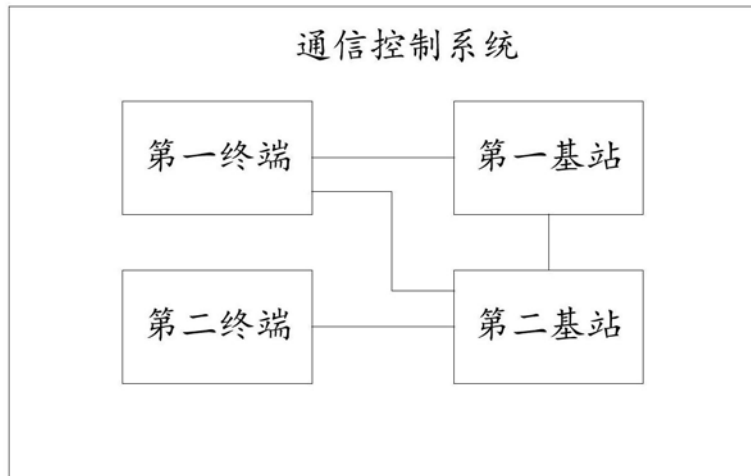 通信控制系统
第一终端
第一基站
第二终端
第二基站